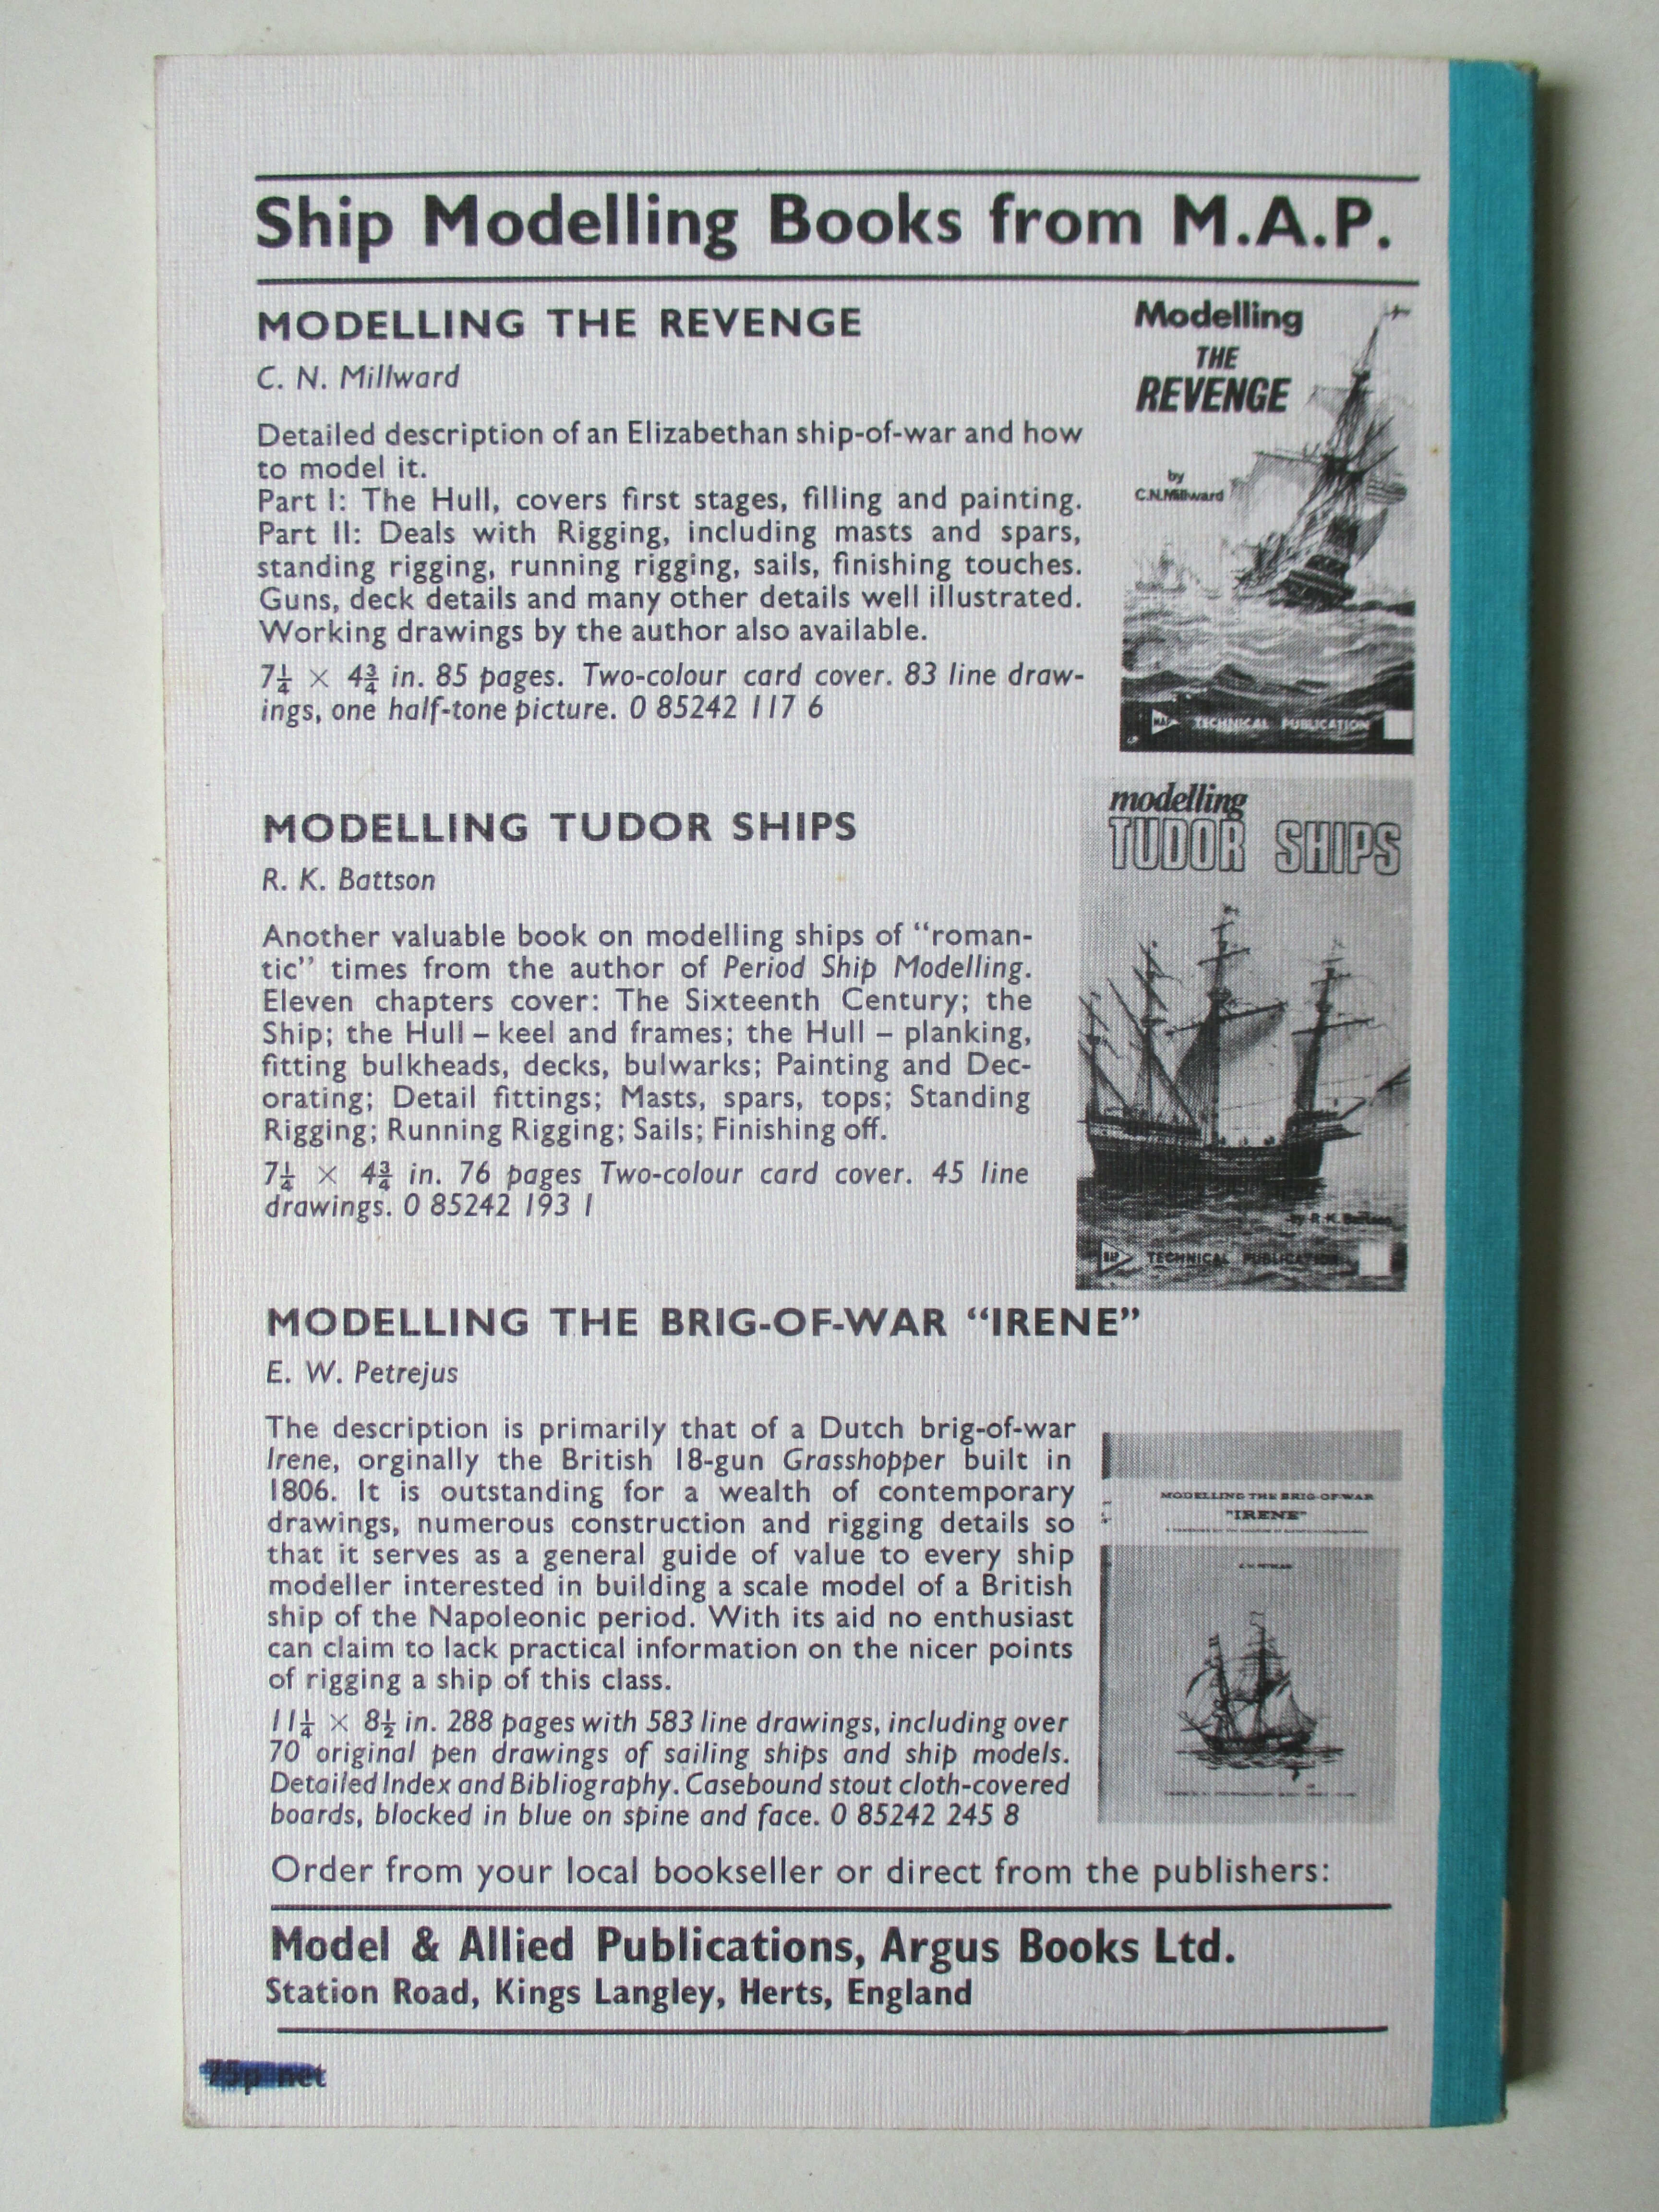 Ship Modelling Books from M.A.P.
MODELLING THE REVENGE
C. N. Millward
Detailed description of an Elizabethan ship-of-war and how
to model it.
Part I: The Hull, covers first stages, filling and painting.
Part II: Deals with Rigging, including masts and spars,
standing rigging, running rigging, sails, finishing touches.
Guns, deck details and many other details well illustrated.
Working drawings by the author also available.
7¼ × 4¾ in. 85 pages. Two-colour card cover. 83 line draw-
ings, one half-tone picture. 0 85242 117 6
Modelling
THE
REVENGE
by
C.N.Millward
MAP TECHNICAL PUBLICATION
MODELLING TUDOR SHIPS
R. K. Battson
Another valuable book on modelling ships of “roman-
tic” times from the author of Period Ship Modelling.
Eleven chapters cover: The Sixteenth Century; the
Ship; the Hull – keel and frames; the Hull – planking,
fitting bulkheads, decks, bulwarks; Painting and Dec-
orating; Detail fittings; Masts, spars, tops; Standing
Rigging; Running Rigging; Sails; Finishing off.
7¼ × 4¾ in. 76 pages Two-colour card cover. 45 line
drawings. 0 85242 193 1
modelling
TUDOR SHIPS
by R. K. Battson
MAP TECHNICAL PUBLICATION
MODELLING THE BRIG-OF-WAR “IRENE”
E. W. Petrejus
The description is primarily that of a Dutch brig-of-war
Irene, orginally the British 18-gun Grasshopper built in
1806. It is outstanding for a wealth of contemporary
drawings, numerous construction and rigging details so
that it serves as a general guide of value to every ship
modeller interested in building a scale model of a British
ship of the Napoleonic period. With its aid no enthusiast
can claim to lack practical information on the nicer points
of rigging a ship of this class.
11¼ × 8½ in. 288 pages with 583 line drawings, including over
70 original pen drawings of sailing ships and ship models.
Detailed Index and Bibliography. Casebound stout cloth-covered
boards, blocked in blue on spine and face. 0 85242 245 8
MODELLING THE BRIG-OF-WAR
"IRENE"
Order from your local bookseller or direct from the publishers:
Model & Allied Publications, Argus Books Ltd.
Station Road, Kings Langley, Herts, England
75p net